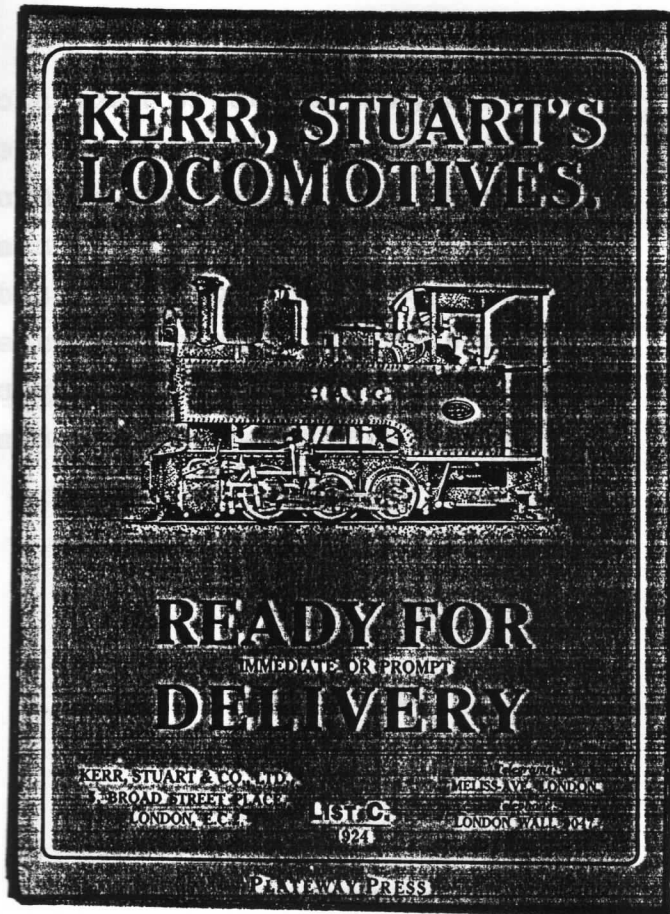 KERR, STUART'S
LOCOMOTIVES.
READY FOR
IMMEDIATE OR PROMPT
DELIVERY
KERR, STUART & CO., LTD.,
BROAD STREET PLACE,
LONDON,
LIST C.
924
LONDON.
LONDON WALL
PLATEWAY PRESS